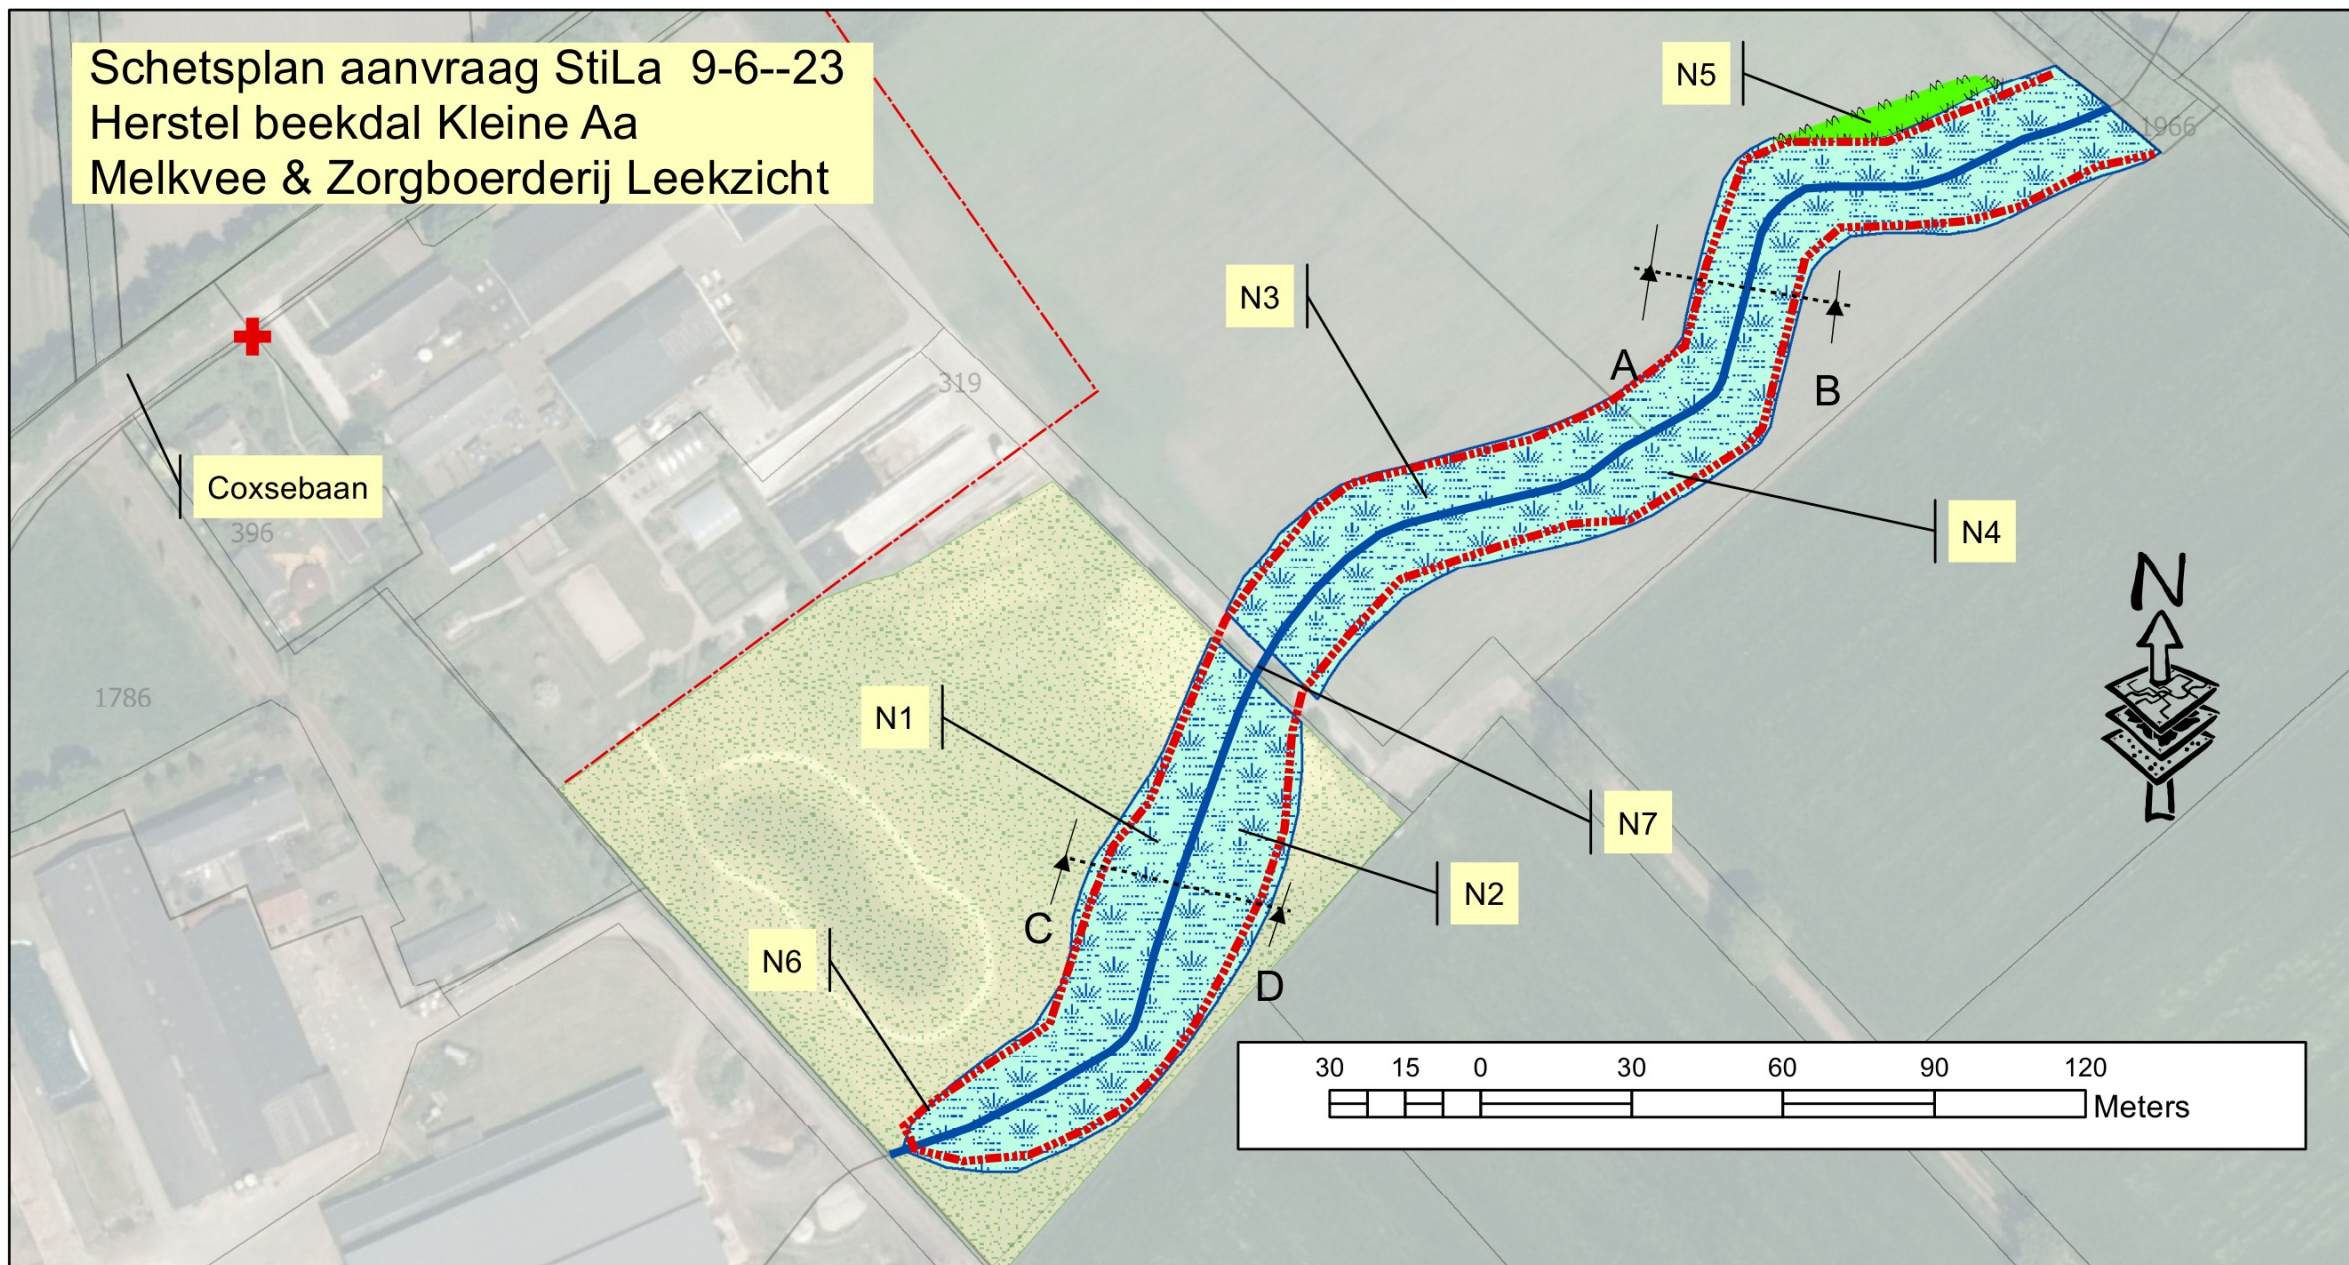 Schetsplan aanvraag StiLa 9-6--23
Herstel beekdal Kleine Aa
Melkvee & Zorgboerderij Leekzicht
N5
1966
N3
319
A
B
Coxsebaan
396
N4
N
1786
N1
N7
N2
C
N6
D
30 15 0 30 60 90 120
Meters